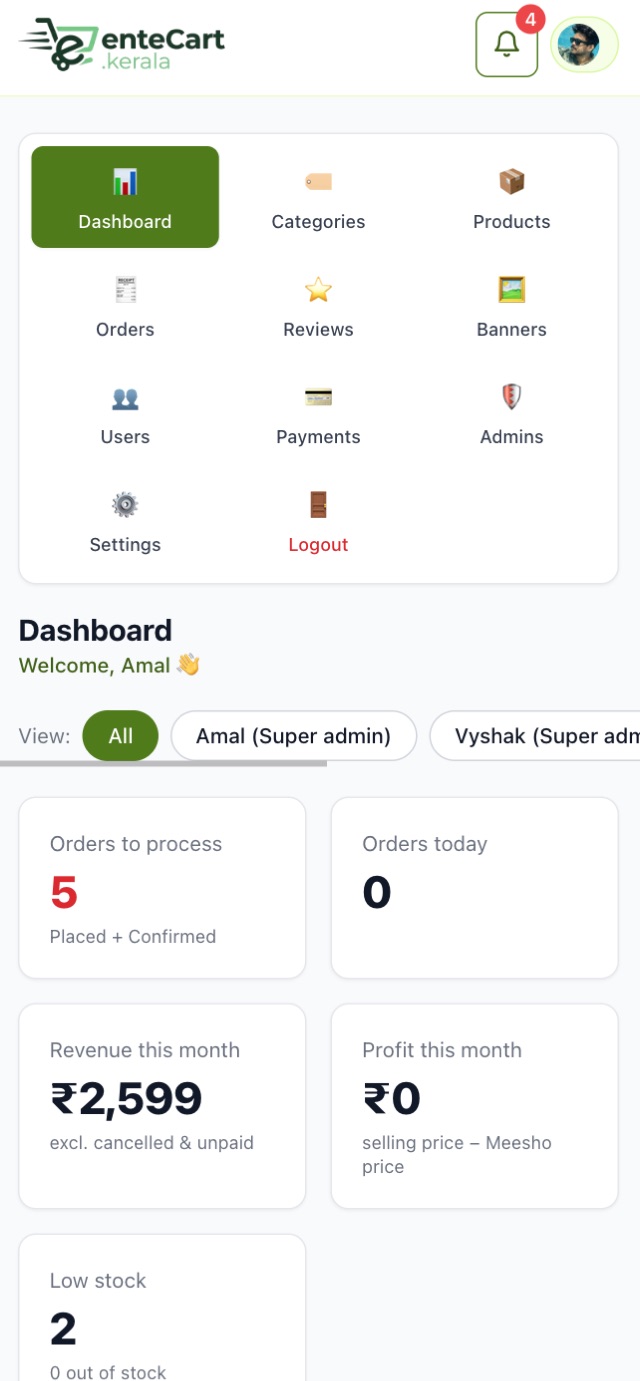 4
enteCart
.kerala
Dashboard
Categories
Products
Orders
Reviews
Banners
Users
Payments
Admins
Settings
Logout
Dashboard
Welcome, Amal 👋
View: All Amal (Super admin) Vyshak (Super adm
Orders to process
5
Placed + Confirmed
Orders today
0
Revenue this month
₹2,599
excl. cancelled & unpaid
Profit this month
₹0
selling price – Meesho
price
Low stock
2
0 out of stock